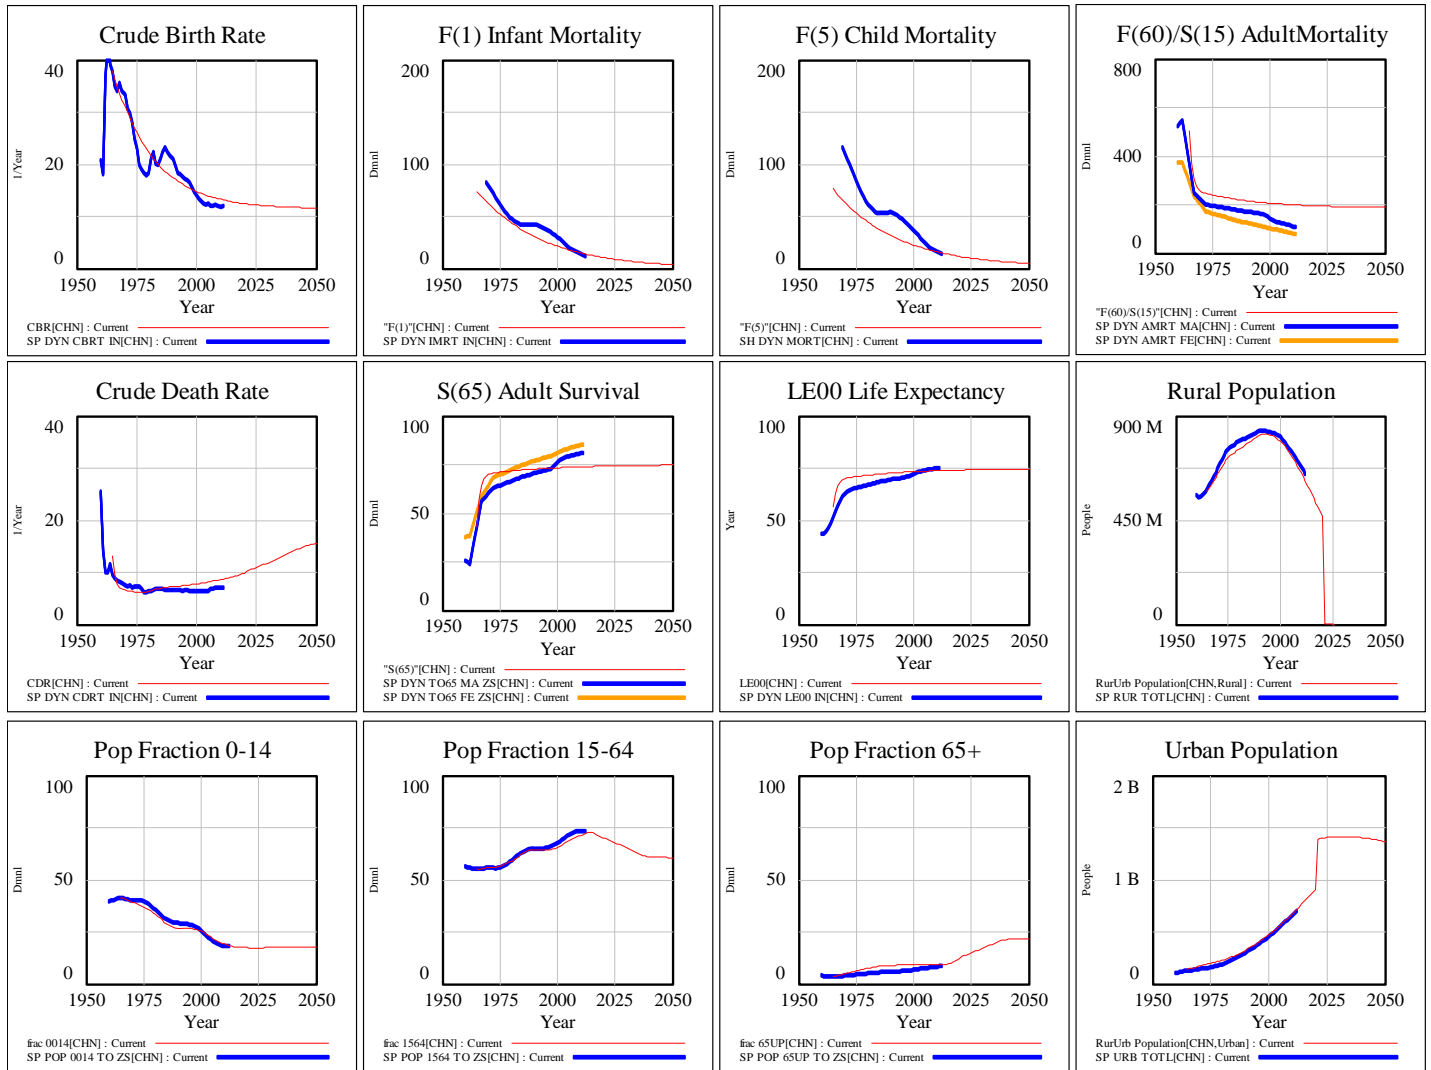 Crude Birth Rate
40
20
0
1/Year
1950 1975 2000 2025 2050
Year
CBR[CHN] : Current
SP DYN CBRT IN[CHN] : Current
F(1) Infant Mortality
200
100
0
Dmnl
1950 1975 2000 2025 2050
Year
"F(1)"[CHN] : Current
SP DYN IMRT IN[CHN] : Current
F(5) Child Mortality
200
100
0
Dmnl
1950 1975 2000 2025 2050
Year
"F(5)"[CHN] : Current
SH DYN MORT[CHN] : Current
F(60)/S(15) AdultMortality
800
400
0
Dmnl
1950 1975 2000 2025 2050
Year
"F(60)/S(15)"[CHN] : Current
SP DYN AMRT MA[CHN] : Current
SP DYN AMRT FE[CHN] : Current
Crude Death Rate
40
20
0
1/Year
1950 1975 2000 2025 2050
Year
CDR[CHN] : Current
SP DYN CDRT IN[CHN] : Current
S(65) Adult Survival
100
50
0
Dmnl
1950 1975 2000 2025 2050
Year
"S(65)"[CHN] : Current
SP DYN TO65 MA ZS[CHN] : Current
SP DYN TO65 FE ZS[CHN] : Current
LE00 Life Expectancy
100
50
0
Year
1950 1975 2000 2025 2050
Year
LE00[CHN] : Current
SP DYN LE00 IN[CHN] : Current
Rural Population
900 M
450 M
0
People
1950 1975 2000 2025 2050
Year
RurUrb Population[CHN,Rural] : Current
SP RUR TOTL[CHN] : Current
Pop Fraction 0-14
100
50
0
Dmnl
1950 1975 2000 2025 2050
Year
frac 0014[CHN] : Current
SP POP 0014 TO ZS[CHN] : Current
Pop Fraction 15-64
100
50
0
Dmnl
1950 1975 2000 2025 2050
Year
frac 1564[CHN] : Current
SP POP 1564 TO ZS[CHN] : Current
Pop Fraction 65+
100
50
0
Dmnl
1950 1975 2000 2025 2050
Year
frac 65UP[CHN] : Current
SP POP 65UP TO ZS[CHN] : Current
Urban Population
2 B
1 B
0
People
1950 1975 2000 2025 2050
Year
RurUrb Population[CHN,Urban] : Current
SP URB TOTL[CHN] : Current